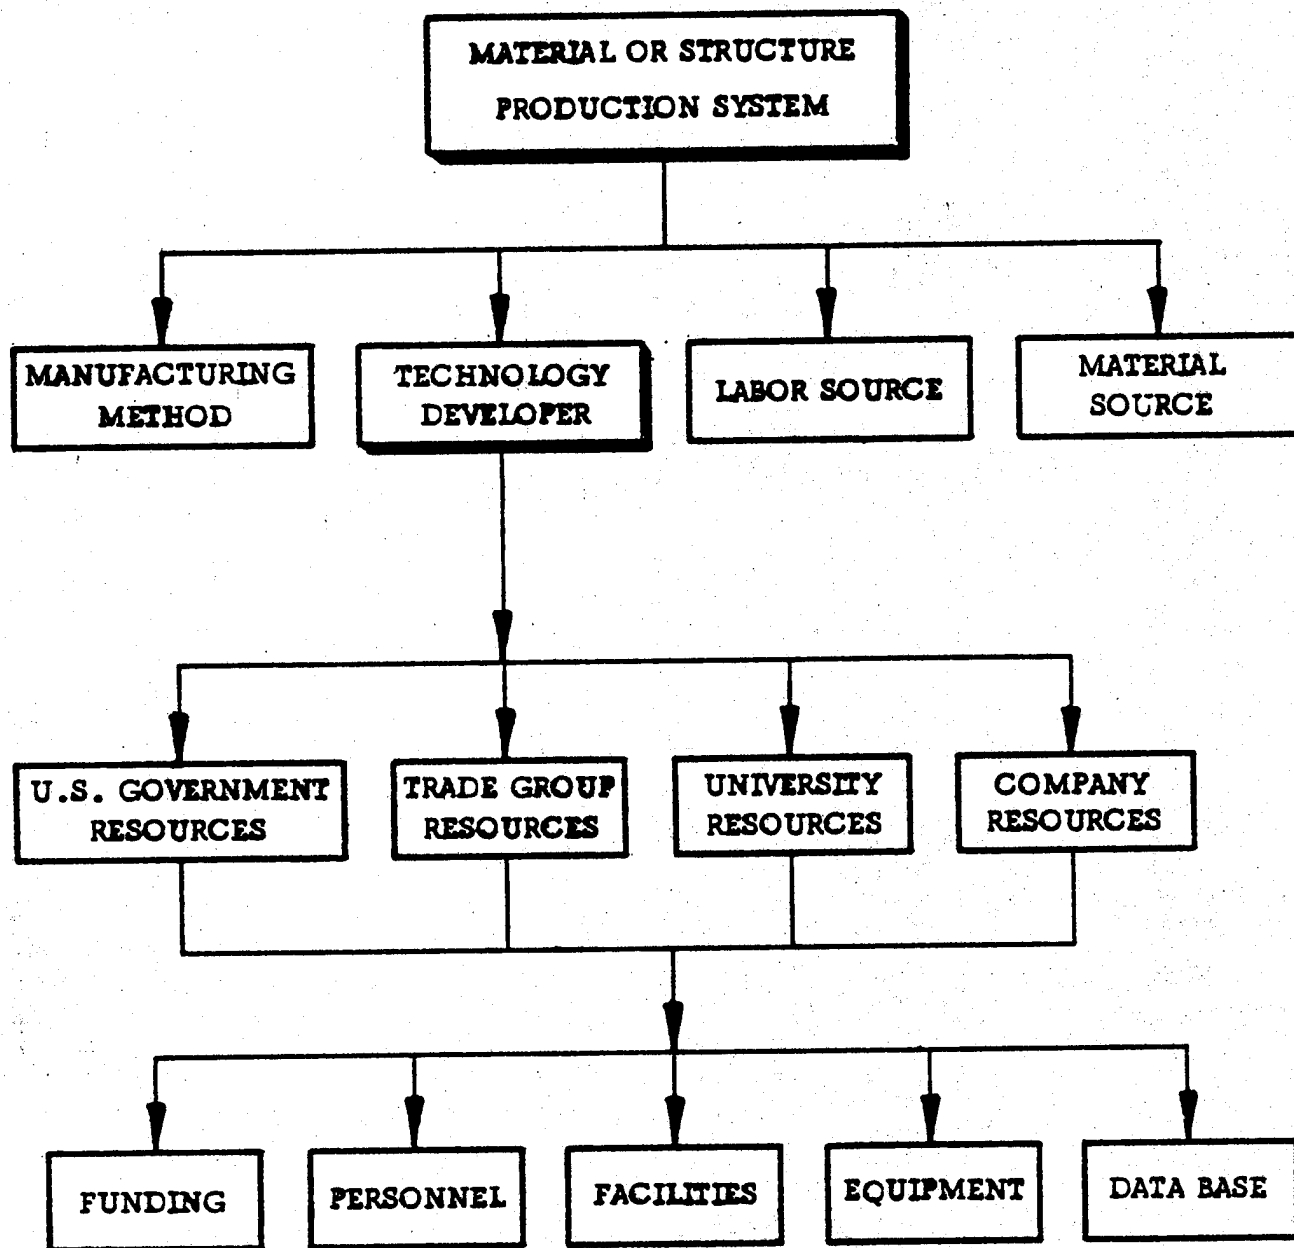 MATERIAL OR STRUCTURE
PRODUCTION SYSTEM
MANUFACTURING
METHOD
TECHNOLOGY
DEVELOPER
LABOR SOURCE
MATERIAL
SOURCE
U.S. GOVERNMENT
RESOURCES
TRADE GROUP
RESOURCES
UNIVERSITY
RESOURCES
COMPANY
RESOURCES
FUNDING
PERSONNEL
FACILITIES
EQUIPMENT
DATA BASE